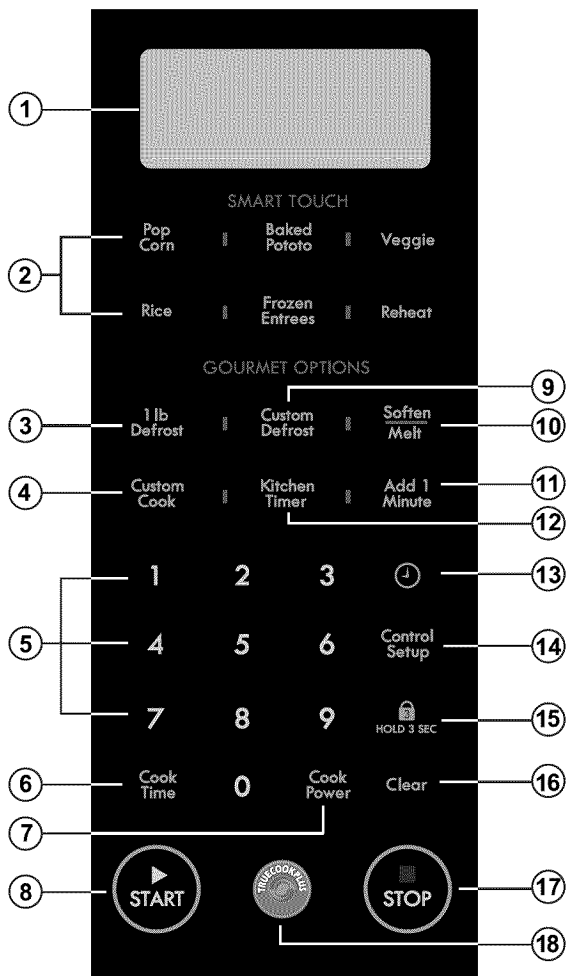 1
SMART TOUCH
Pop Corn
Baked Pototo
Veggie
2
Rice
Frozen Entrees
Reheat
GOURMET OPTIONS
9
3
1 lb Defrost
Custom Defrost
Soften Melt
10
4
Custom Cook
Kitchen Timer
Add 1 Minute
11
12
1 2 3
13
5
4 5 6
Control Setup
14
7 8 9
HOLD 3 SEC
15
6
Cook Time
0
Cook Power
Clear
16
7
8
START
TRUECOOKPLUS
STOP
17
18